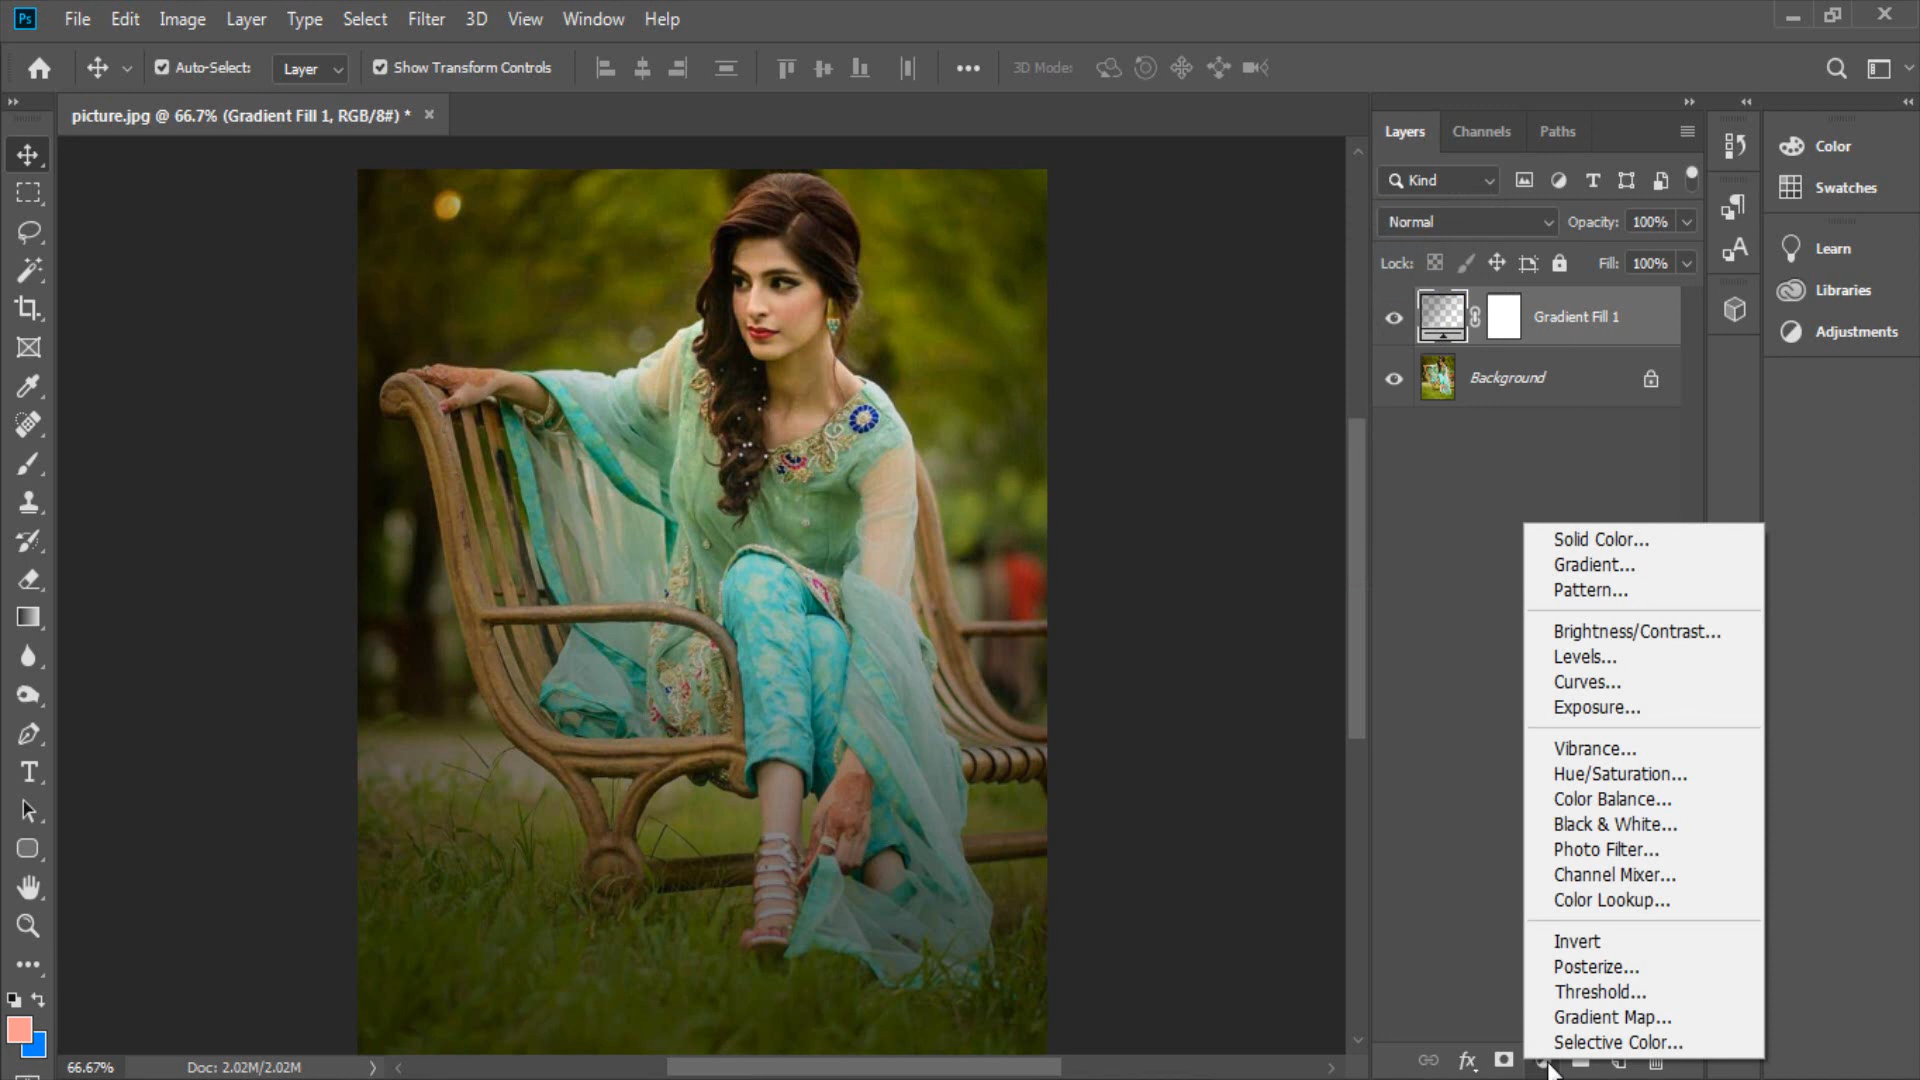 Ps File Edit Image Layer Type Select Filter 3D View Window Help
Auto-Select: Layer Show Transform Controls 3D Mode:
picture.jpg @ 66.7% (Gradient Fill 1, RGB/8#) *
Layers Channels Paths
Color
Kind
Swatches
Normal Opacity: 100%
Learn
Lock: Fill: 100%
Libraries
Gradient Fill 1
Adjustments
Background
Solid Color...
Gradient...
Pattern...
Brightness/Contrast...
Levels...
Curves...
Exposure...
Vibrance...
Hue/Saturation...
Color Balance...
Black & White...
Photo Filter...
Channel Mixer...
Color Lookup...
Invert
Posterize...
Threshold...
Gradient Map...
Selective Color...
66.67% Doc: 2.02M/2.02M
fx